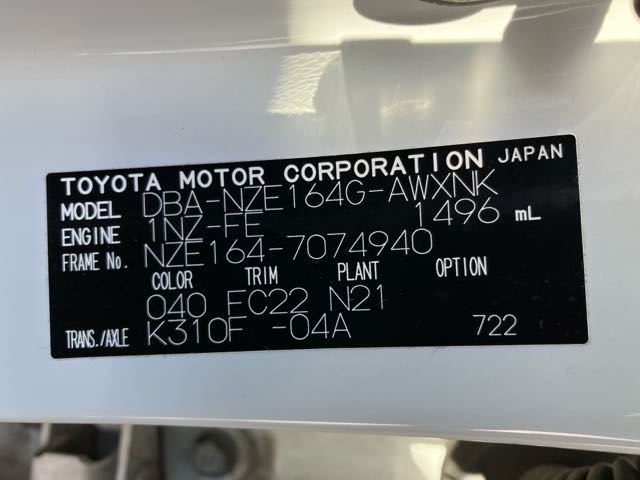 TOYOTA MOTOR CORPORATION JAPAN
MODEL DBA-NZE164G-AWXNK
ENGINE 1NZ-FE 1496 mL
FRAME No. NZE164-7074940
COLOR TRIM PLANT OPTION
040 FC22 N21
TRANS./AXLE K310F -04A 722